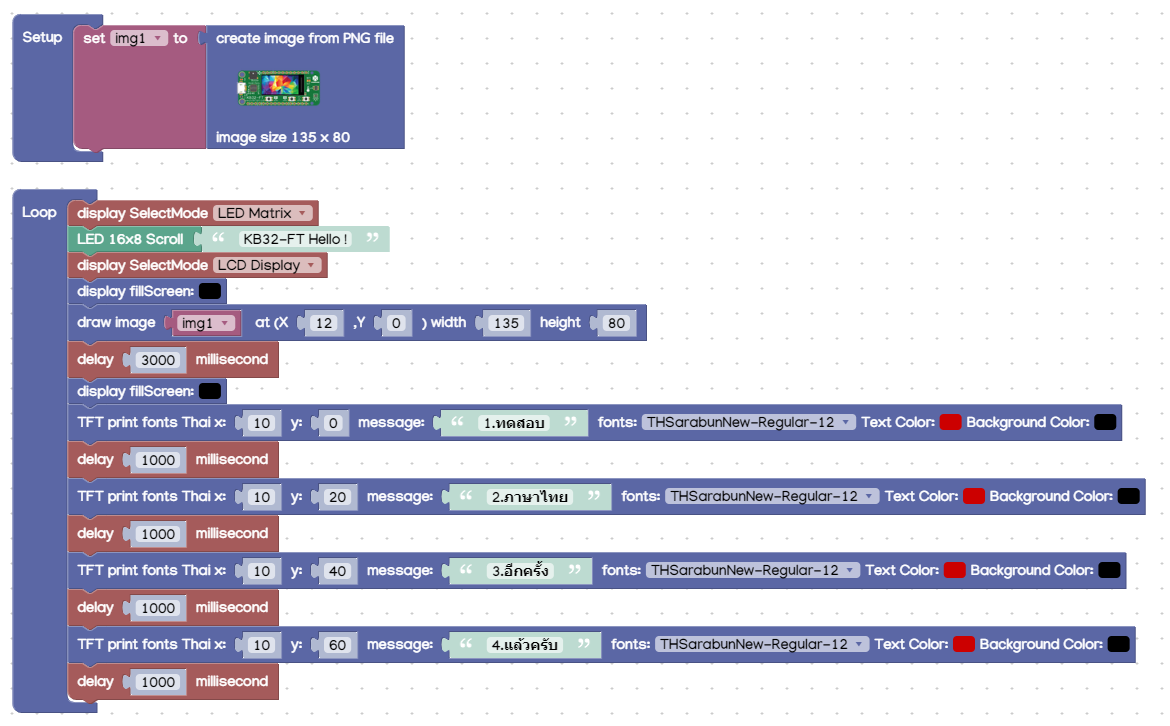 Setup set img1 to create image from PNG file
image size 135 x 80
Loop display SelectMode LED Matrix
LED 16x8 Scroll “ KB32-FT Hello ! ”
display SelectMode LCD Display
display fillScreen:
draw image img1 at (X 12 ,Y 0 ) width 135 height 80
delay 3000 millisecond
display fillScreen:
TFT print fonts Thai x: 10 y: 0 message: “ 1.ทดสอบ ” fonts: THSarabunNew-Regular-12 Text Color: Background Color:
delay 1000 millisecond
TFT print fonts Thai x: 10 y: 20 message: “ 2.ภาษาไทย ” fonts: THSarabunNew-Regular-12 Text Color: Background Color:
delay 1000 millisecond
TFT print fonts Thai x: 10 y: 40 message: “ 3.อีกครั้ง ” fonts: THSarabunNew-Regular-12 Text Color: Background Color:
delay 1000 millisecond
TFT print fonts Thai x: 10 y: 60 message: “ 4.แล้วครับ ” fonts: THSarabunNew-Regular-12 Text Color: Background Color:
delay 1000 millisecond